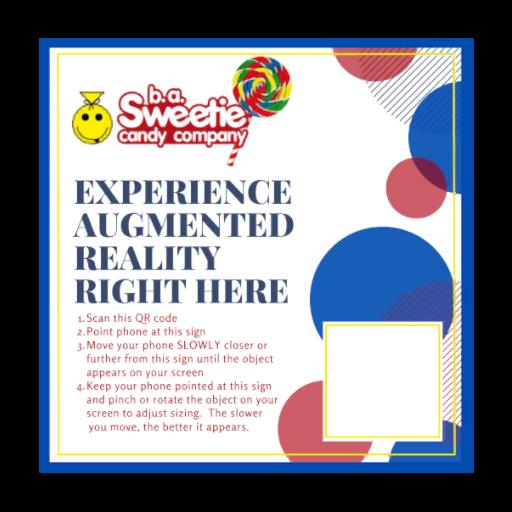 b.a.
Sweetie
candy company
EXPERIENCE
AUGMENTED
REALITY
RIGHT HERE
1. Scan this QR code
2. Point phone at this sign
3. Move your phone SLOWLY closer or
further from this sign until the object
appears on your screen
4. Keep your phone pointed at this sign
and pinch or rotate the object on your
screen to adjust sizing. The slower
you move, the better it appears.